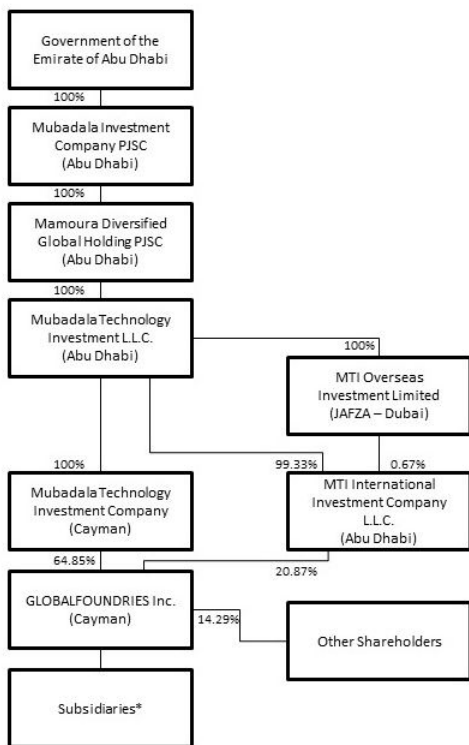 Government of the
Emirate of Abu Dhabi
100%
Mubadala Investment
Company PJSC
(Abu Dhabi)
100%
Mamoura Diversified
Global Holding PJSC
(Abu Dhabi)
100%
Mubadala Technology
Investment L.L.C.
(Abu Dhabi)
100%
MTI Overseas
Investment Limited
(JAFZA – Dubai)
100%
99.33%
0.67%
Mubadala Technology
Investment Company
(Cayman)
MTI International
Investment Company
L.L.C.
(Abu Dhabi)
64.85%
20.87%
GLOBALFOUNDRIES Inc.
(Cayman)
14.29%
Other Shareholders
Subsidiaries*